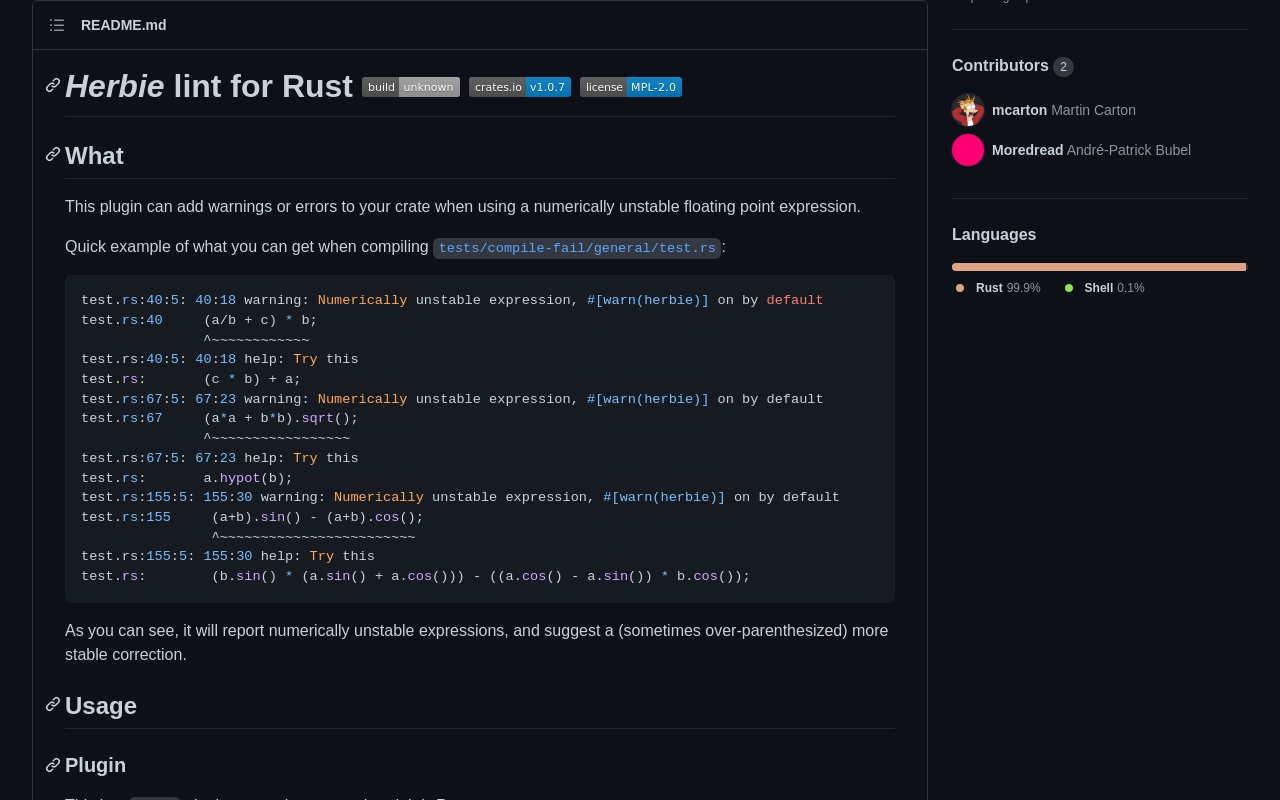 README.md
Herbie lint for Rust build unknown crates.io v1.0.7 license MPL-2.0
What
This plugin can add warnings or errors to your crate when using a numerically unstable floating point expression.
Quick example of what you can get when compiling tests/compile-fail/general/test.rs:
test.rs:40:5: 40:18 warning: Numerically unstable expression, #[warn(herbie)] on by default
test.rs:40     (a/b + c) * b;
               ^~~~~~~~~~~~~
test.rs:40:5: 40:18 help: Try this
test.rs:       (c * b) + a;
test.rs:67:5: 67:23 warning: Numerically unstable expression, #[warn(herbie)] on by default
test.rs:67     (a*a + b*b).sqrt();
               ^~~~~~~~~~~~~~~~~~
test.rs:67:5: 67:23 help: Try this
test.rs:       a.hypot(b);
test.rs:155:5: 155:30 warning: Numerically unstable expression, #[warn(herbie)] on by default
test.rs:155     (a+b).sin() - (a+b).cos();
                ^~~~~~~~~~~~~~~~~~~~~~~~~
test.rs:155:5: 155:30 help: Try this
test.rs:        (b.sin() * (a.sin() + a.cos())) - ((a.cos() - a.sin()) * b.cos());
As you can see, it will report numerically unstable expressions, and suggest a (sometimes over-parenthesized) more
stable correction.
Usage
Plugin
Contributors 2
mcarton Martin Carton
Moredread André-Patrick Bubel
Languages
Rust 99.9% Shell 0.1%